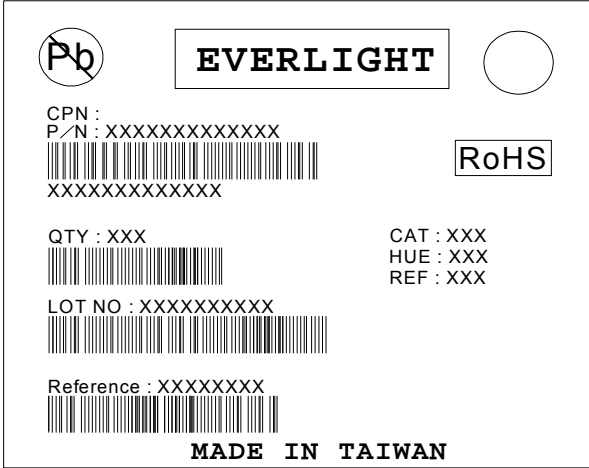 Pb
EVERLIGHT
CPN :
P/N : XXXXXXXXXXXXX
RoHS
XXXXXXXXXXXXX
QTY : XXX
CAT : XXX
HUE : XXX
REF : XXX
LOT NO : XXXXXXXXXX
Reference : XXXXXXXX
MADE IN TAIWAN